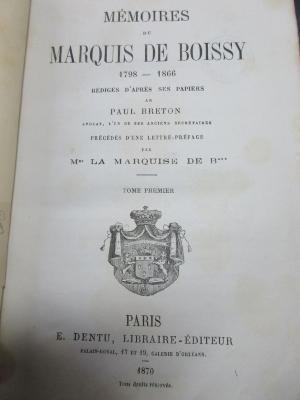 MÉMOIRES
DU
MARQUIS DE BOISSY
1798 — 1866
RÉDIGÉS D'APRÈS SES PAPIERS
PAR
PAUL BRETON
AVOCAT, L'UN DE SES ANCIENS SECRÉTAIRES
PRÉCÉDÉS D'UNE LETTRE-PRÉFACE
PAR
Mme LA MARQUISE DE B***
TOME PREMIER
PARIS
E. DENTU, LIBRAIRE-ÉDITEUR
PALAIS-ROYAL, 17 ET 19, GALERIE D'ORLÉANS.
1870
Tous droits réservés.